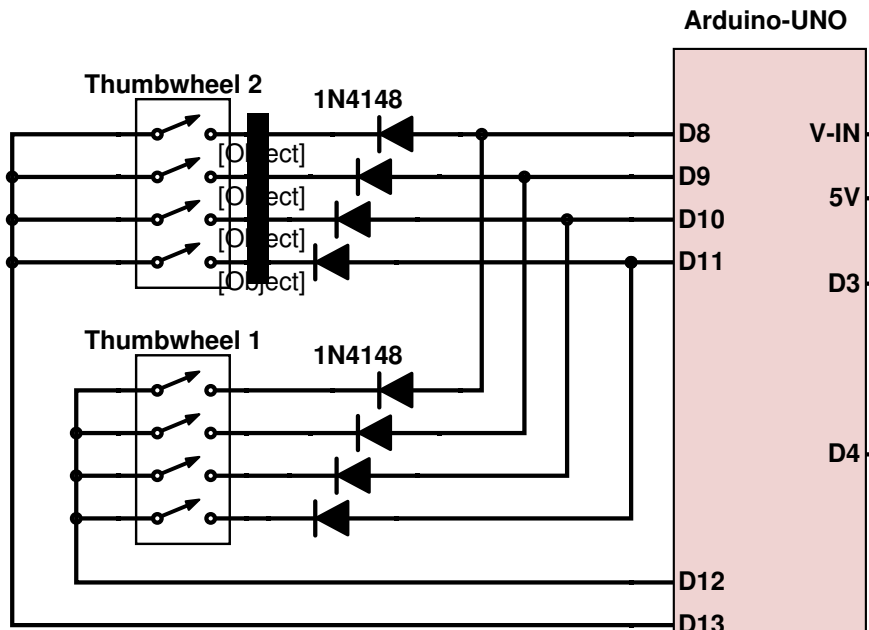 Arduino-UNO
Thumbwheel 2
1N4148
D8
V-IN
[Object]
D9
5V
[Object]
D10
[Object]
D11
D3
[Object]
Thumbwheel 1
1N4148
D4
D12
D13